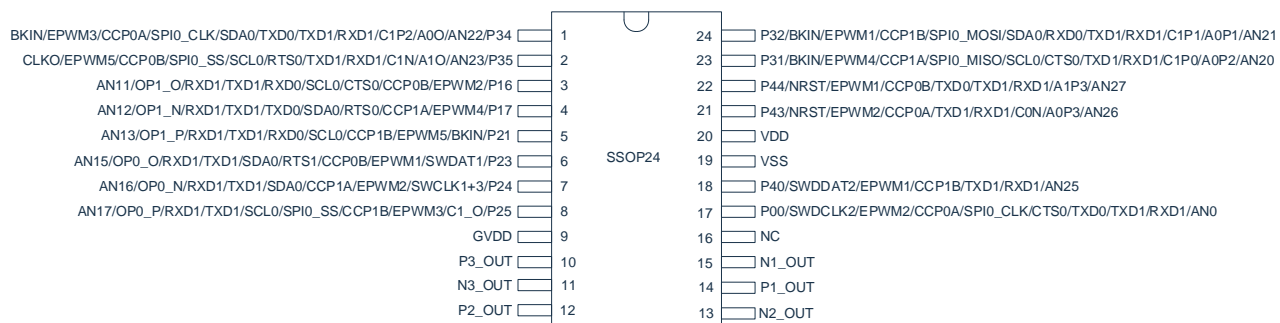 BKIN/EPWM3/CCP0A/SPI0_CLK/SDA0/TXD0/TXD1/RXD1/C1P2/A0O/AN22/P34 1
24 P32/BKIN/EPWM1/CCP1B/SPI0_MOSI/SDA0/RXD0/TXD1/RXD1/C1P1/A0P1/AN21
CLKO/EPWM5/CCP0B/SPI0_SS/SCL0/RTS0/TXD1/RXD1/C1N/A1O/AN23/P35 2
23 P31/BKIN/EPWM4/CCP1A/SPI0_MISO/SCL0/CTS0/TXD1/RXD1/C1P0/A0P2/AN20
AN11/OP1_O/RXD1/TXD1/RXD0/SCL0/CTS0/CCP0B/EPWM2/P16 3
22 P44/NRST/EPWM1/CCP0B/TXD0/TXD1/RXD1/A1P3/AN27
AN12/OP1_N/RXD1/TXD1/TXD0/SDA0/RTS0/CCP1A/EPWM4/P17 4
21 P43/NRST/EPWM2/CCP0A/TXD1/RXD1/C0N/A0P3/AN26
AN13/OP1_P/RXD1/TXD1/RXD0/SCL0/CCP1B/EPWM5/BKIN/P21 5
20 VDD
AN15/OP0_O/RXD1/TXD1/SDA0/RTS1/CCP0B/EPWM1/SWDAT1/P23 6
SSOP24
19 VSS
AN16/OP0_N/RXD1/TXD1/SDA0/CCP1A/EPWM2/SWCLK1+3/P24 7
18 P40/SWDDAT2/EPWM1/CCP1B/TXD1/RXD1/AN25
AN17/OP0_P/RXD1/TXD1/SCL0/SPI0_SS/CCP1B/EPWM3/C1_O/P25 8
17 P00/SWDCLK2/EPWM2/CCP0A/SPI0_CLK/CTS0/TXD0/TXD1/RXD1/AN0
GVDD 9
16 NC
P3_OUT 10
15 N1_OUT
N3_OUT 11
14 P1_OUT
P2_OUT 12
13 N2_OUT